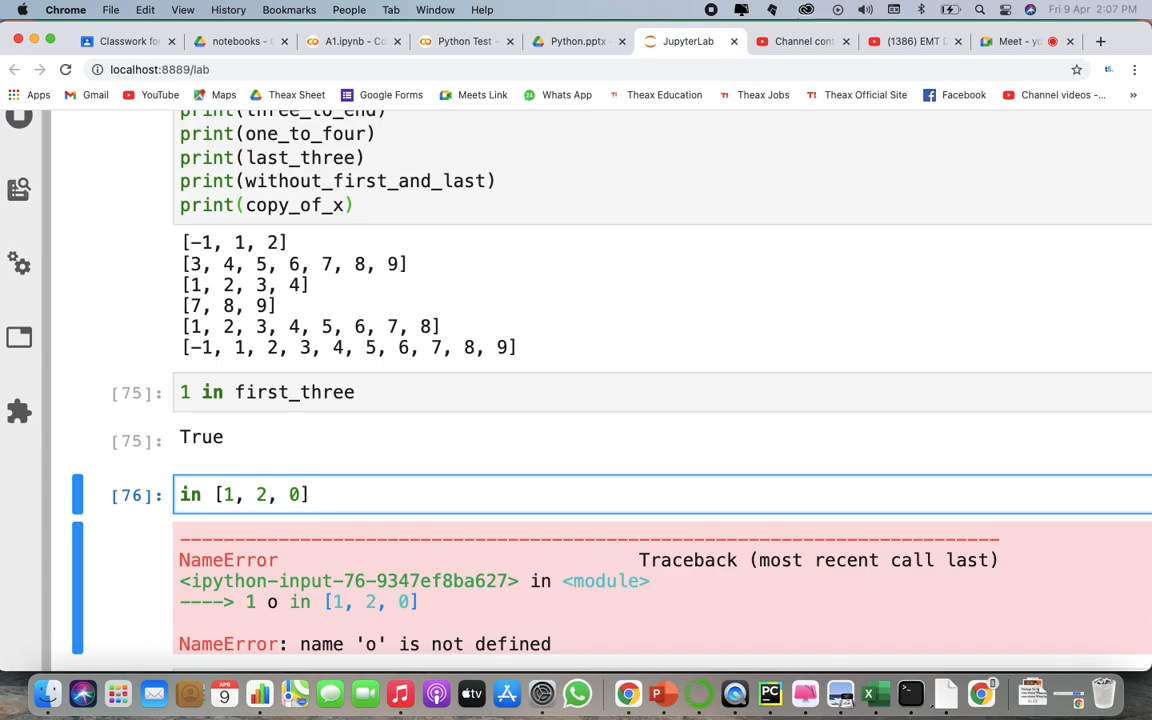 Chrome File Edit View History Bookmarks People Tab Window Help Fri 9 Apr 2:07 PM
Classwork fo notebooks - A1.ipynb - Co Python Test - Python.pptx - JupyterLab Channel cont (1386) EMT Meet - yo
localhost:8889/lab
Apps Gmail YouTube Maps Theax Sheet Google Forms Meets Link Whats App Theax Education Theax Jobs Theax Official Site Facebook Channel videos -... »
print(three_to_end)
print(one_to_four)
print(last_three)
print(without_first_and_last)
print(copy_of_x)
[-1, 1, 2]
[3, 4, 5, 6, 7, 8, 9]
[1, 2, 3, 4]
[7, 8, 9]
[1, 2, 3, 4, 5, 6, 7, 8]
[-1, 1, 2, 3, 4, 5, 6, 7, 8, 9]
[75]: 1 in first_three
[75]: True
[76]: in [1, 2, 0]
NameError Traceback (most recent call last)
<ipython-input-76-9347ef8ba627> in <module>
----> 1 o in [1, 2, 0]
NameError: name 'o' is not defined